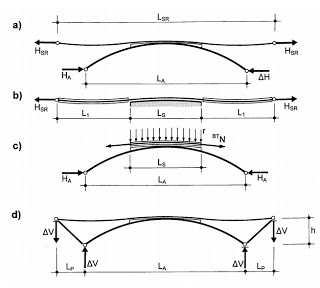 L_SR
a)
H_SR H_SR
H_A ΔH
L_A
b) H_SR H_SR
L_1 L_S L_1
r BT_N
c)
H_A L_S H_A
L_A
d)
ΔV ΔV h
ΔV ΔV
L_P L_A L_P